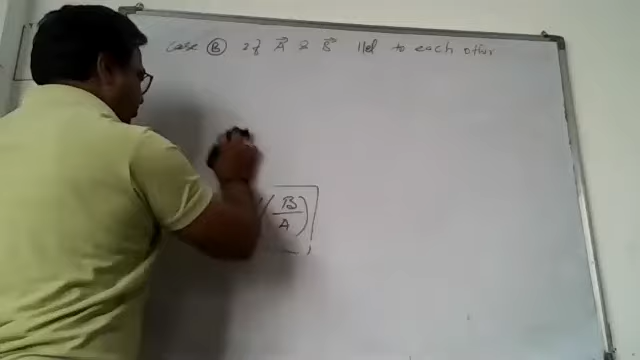 case Ⓑ If A⃗ & B⃗ ||el to each other
(B/A)